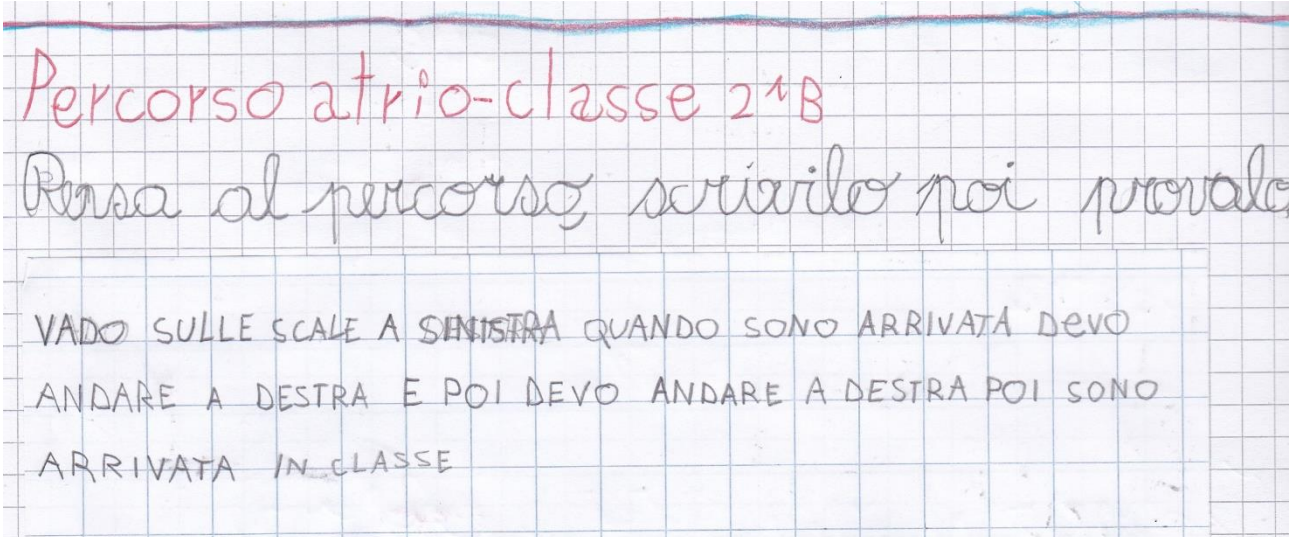 Percorso atrio-classe 2ªB
Pensa al percorso, scrivilo poi provalo
VADO SULLE SCALE A SINISTRA QUANDO SONO ARRIVATA DEVO
ANDARE A DESTRA E POI DEVO ANDARE A DESTRA POI SONO
ARRIVATA IN CLASSE